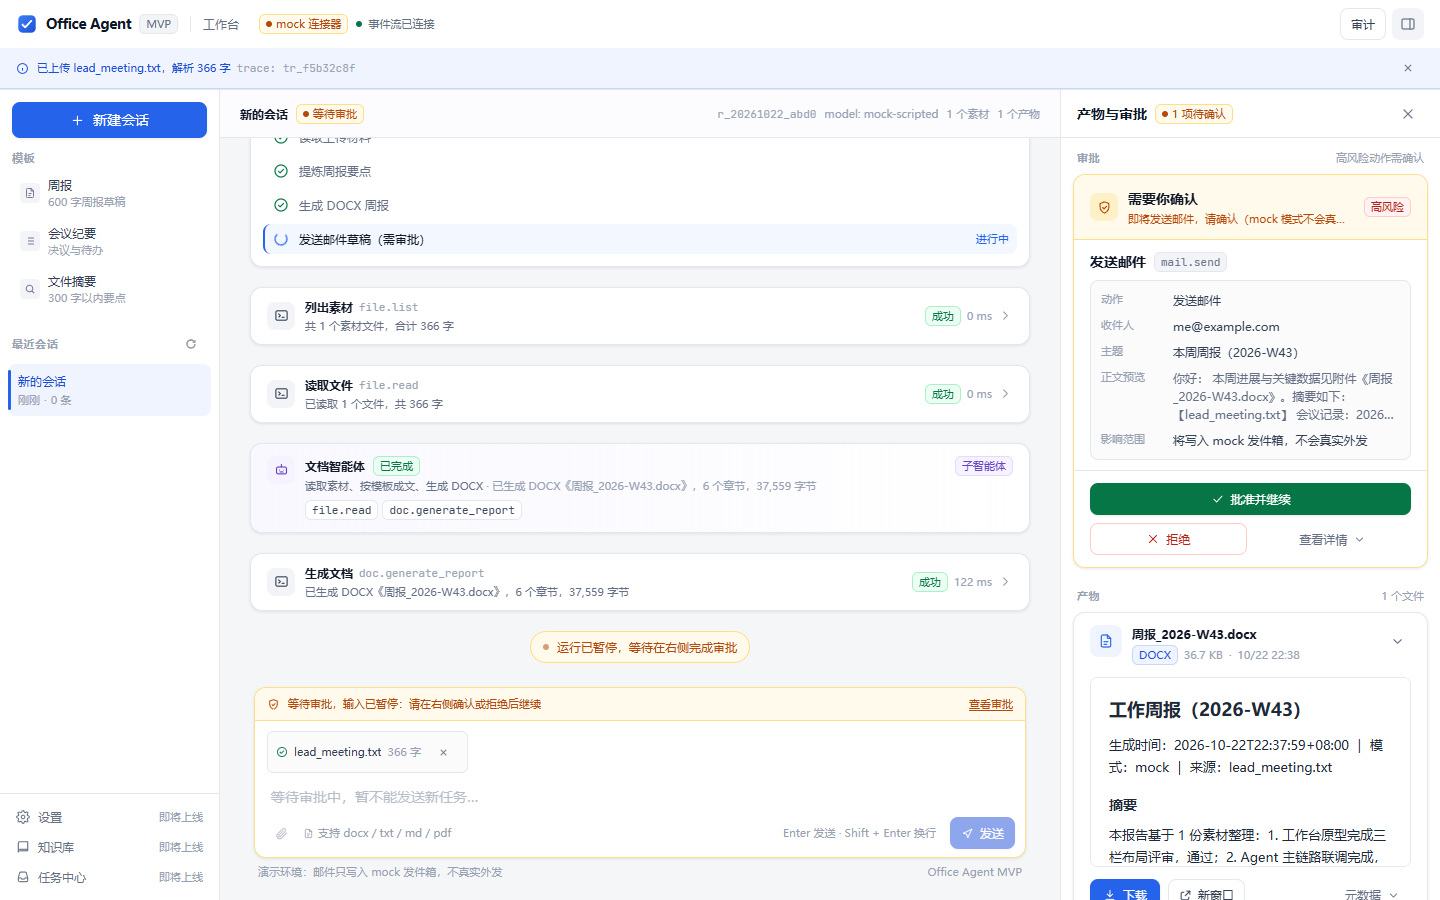 Office Agent MVP 工作台 mock 连接器 事件流已连接 审计
已上传 lead_meeting.txt，解析 366 字 trace: tr_f5b32c8f
新建会话
模板
周报
600 字周报草稿
会议纪要
决议与待办
文件摘要
300 字以内要点
最近会话
新的会话
刚刚 · 0 条
设置 即将上线
知识库 即将上线
任务中心 即将上线
新的会话 等待审批 r_20261022_abd0 model: mock-scripted 1 个素材 1 个产物
读取上传材料
提炼周报要点
生成 DOCX 周报
发送邮件草稿（需审批） 进行中
列出素材 file.list
共 1 个素材文件，合计 366 字
成功 0 ms
读取文件 file.read
已读取 1 个文件，共 366 字
成功 0 ms
文档智能体 已完成 子智能体
读取素材、按模板成文、生成 DOCX · 已生成 DOCX《周报_2026-W43.docx》，6 个章节，37,559 字节
file.read doc.generate_report
生成文档 doc.generate_report
已生成 DOCX《周报_2026-W43.docx》，6 个章节，37,559 字节
成功 122 ms
运行已暂停，等待在右侧完成审批
等待审批，输入已暂停：请在右侧确认或拒绝后继续 查看审批
lead_meeting.txt 366 字
等待审批中，暂不能发送新任务...
支持 docx / txt / md / pdf Enter 发送 · Shift + Enter 换行 发送
演示环境：邮件只写入 mock 发件箱，不真实外发 Office Agent MVP
产物与审批 1 项待确认
审批 高风险动作需确认
需要你确认
即将发送邮件，请确认（mock 模式不会真... 高风险
发送邮件 mail.send
动作 发送邮件
收件人 me@example.com
主题 本周周报（2026-W43）
正文预览 你好： 本周进展与关键数据见附件《周报
_2026-W43.docx》。摘要如下：
【lead_meeting.txt】 会议记录：2026...
影响范围 将写入 mock 发件箱，不会真实外发
批准并继续
拒绝 查看详情
产物 1 个文件
周报_2026-W43.docx
DOCX 36.7 KB · 10/22 22:38
工作周报（2026-W43）
生成时间：2026-10-22T22:37:59+08:00 | 模
式：mock | 来源：lead_meeting.txt
摘要
本报告基于 1 份素材整理：1. 工作台原型完成三
栏布局评审，通过；2. Agent 主链路联调完成，
下载 新窗口 元数据